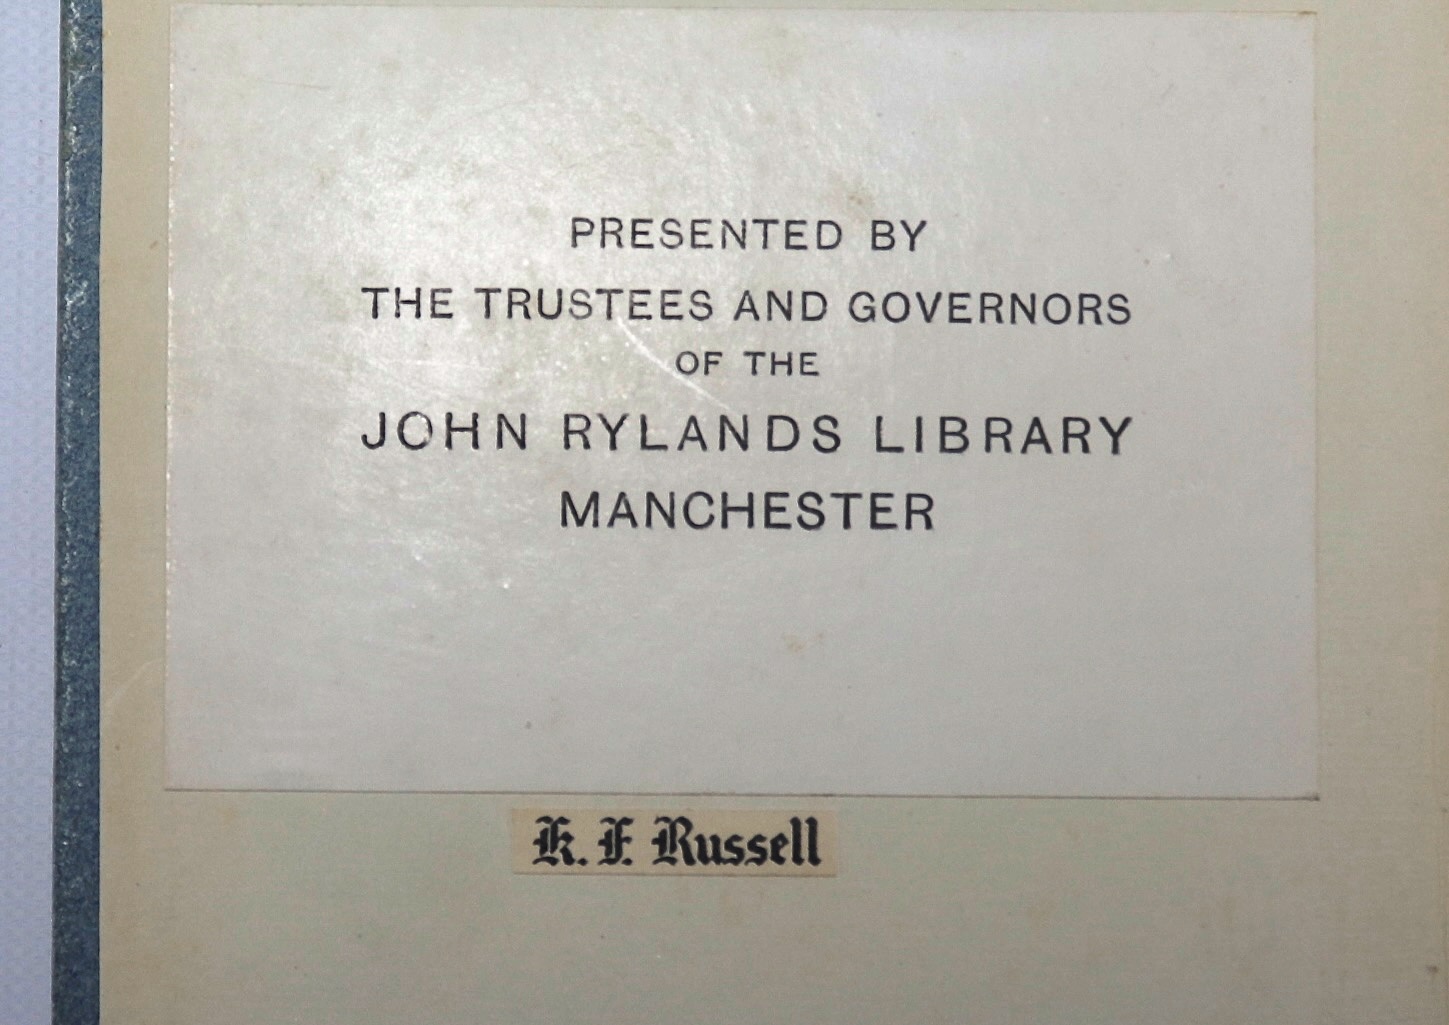 PRESENTED BY
THE TRUSTEES AND GOVERNORS
OF THE
JOHN RYLANDS LIBRARY
MANCHESTER
K. F. Russell